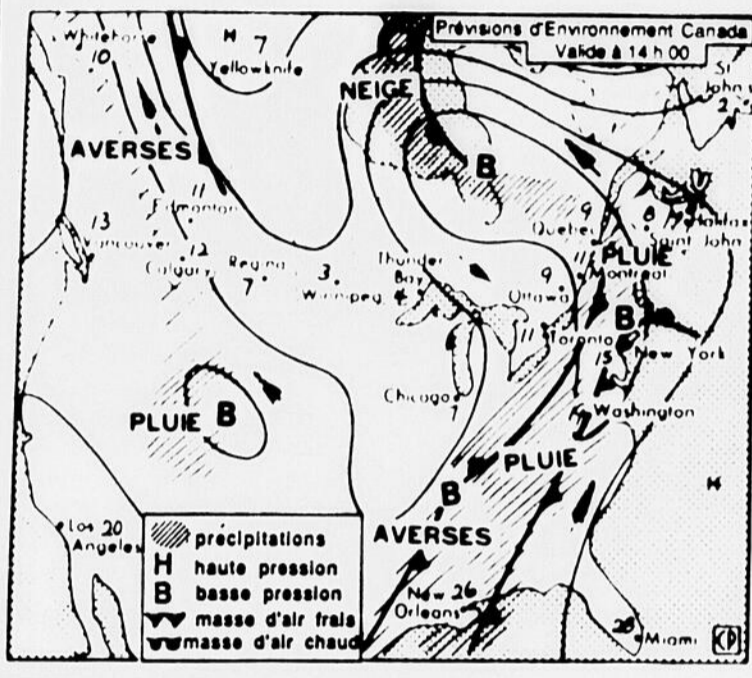 Prévisions d'Environnement Canada
Valide à 14 h 00
Whitehorse
10
H 7
Yellowknife
NEIGE
St
John's
2
AVERSES
B
11
Edmonton
13
Vancouver
12
Calgary
Regina
7
3
Winnipeg
Thunder
Bay
4
9
Québec
8
Halifax
Saint John
PLUIE
11
Montréal
9
Ottawa
11
Toronto
B
15
New York
Chicago
7
Washington
PLUIE B
PLUIE
B
H
AVERSES
Los 20
Angeles
précipitations
H haute pression
B basse pression
masse d'air frais
masse d'air chaud
New 26
Orleans
28
Miami